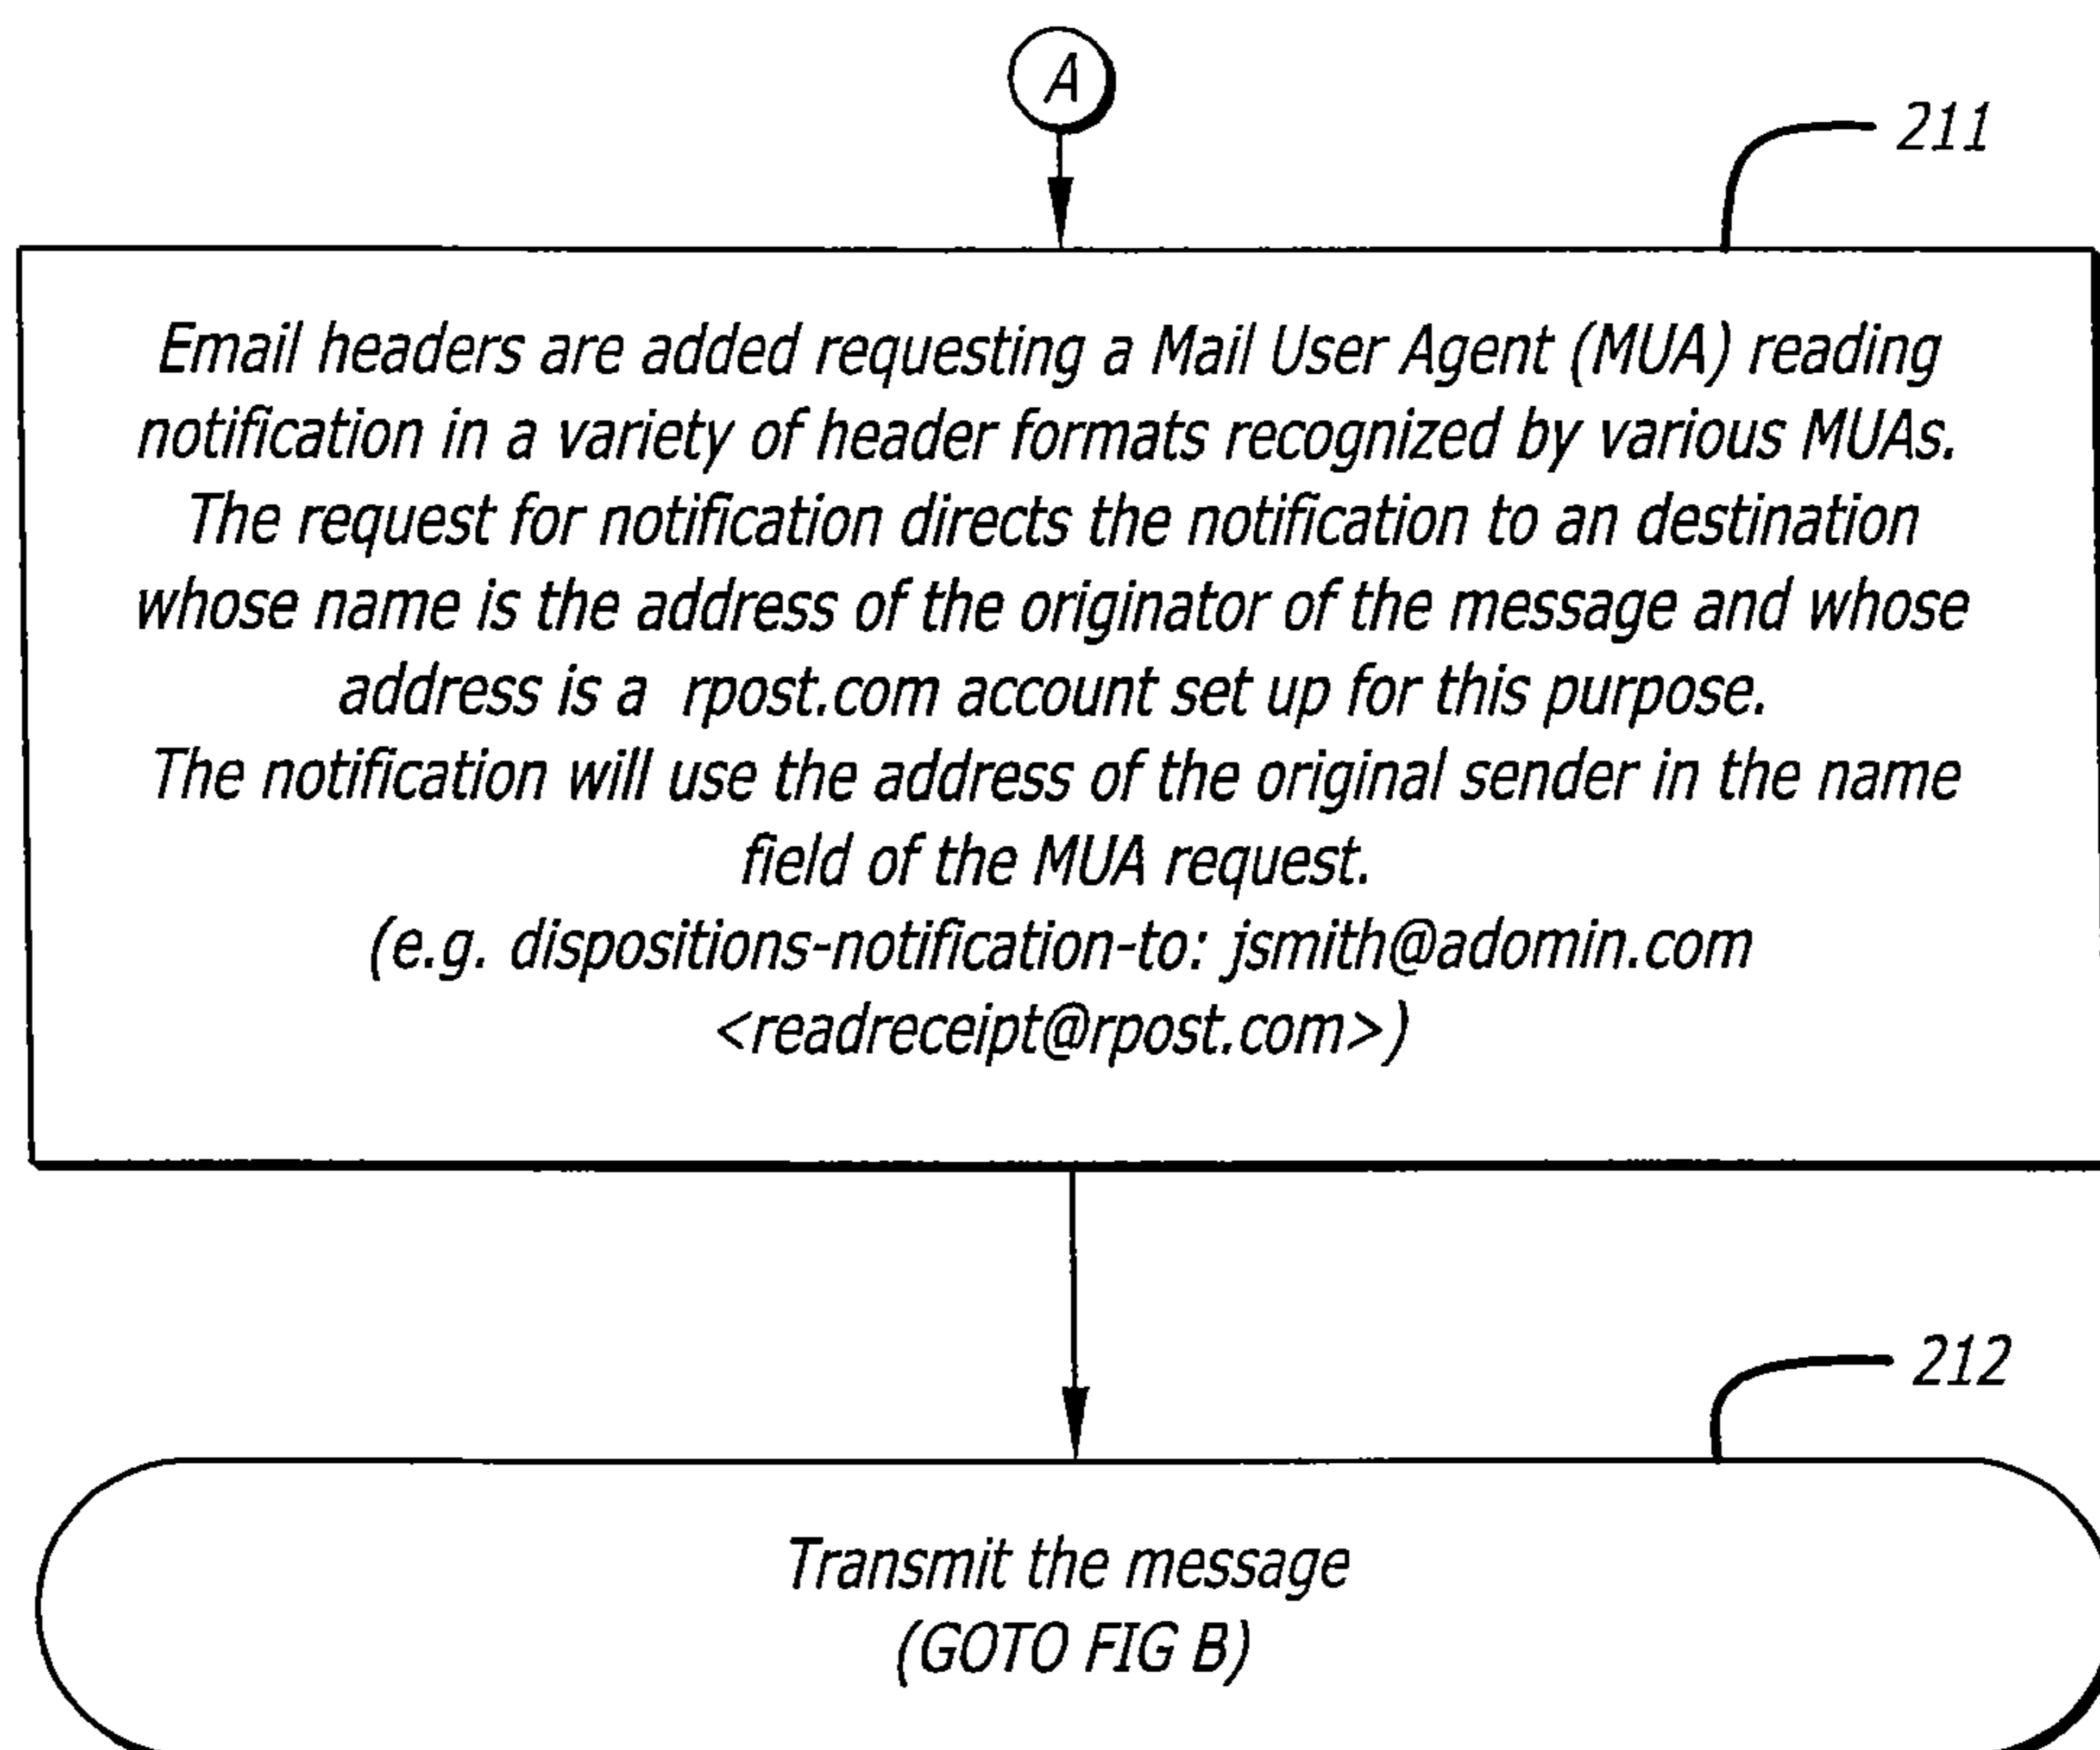 A
211
Email headers are added requesting a Mail User Agent (MUA) reading
notification in a variety of header formats recognized by various MUAs.
The request for notification directs the notification to an destination
whose name is the address of the originator of the message and whose
address is a rpost.com account set up for this purpose.
The notification will use the address of the original sender in the name
field of the MUA request.
(e.g. dispositions-notification-to: jsmith@adomin.com
<readreceipt@rpost.com>)
212
Transmit the message
(GOTO FIG B)